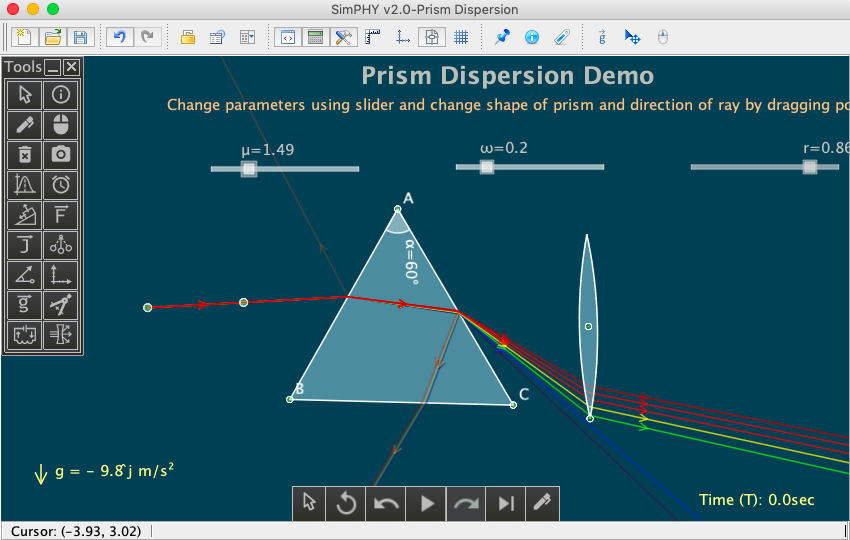 SimPHY v2.0-Prism Dispersion
Tools
Prism Dispersion Demo
Change parameters using slider and change shape of prism and direction of ray by dragging po
μ=1.49
ω=0.2
r=0.86
A
α=60°
B
C
g = - 9.8ĵ m/s²
Time (T): 0.0sec
Cursor: (-3.93, 3.02)